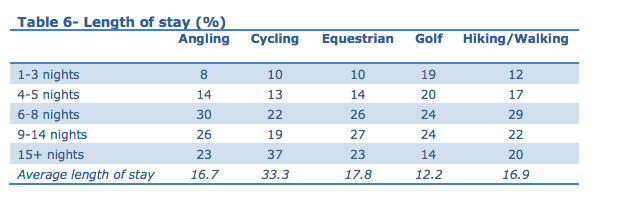 Table 6- Length of stay (%)
Angling Cycling Equestrian Golf Hiking/Walking
1-3 nights 8 10 10 19 12
4-5 nights 14 13 14 20 17
6-8 nights 30 22 26 24 29
9-14 nights 26 19 27 24 22
15+ nights 23 37 23 14 20
Average length of stay 16.7 33.3 17.8 12.2 16.9